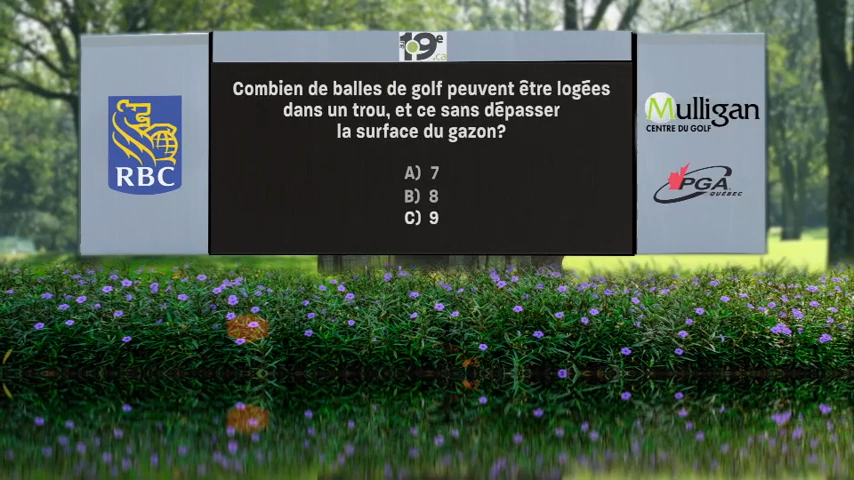 19e
.ca
Combien de balles de golf peuvent être logées
dans un trou, et ce sans dépasser
la surface du gazon?
A) 7
B) 8
C) 9
RBC
Mulligan
CENTRE DU GOLF
PGA
QUÉBEC